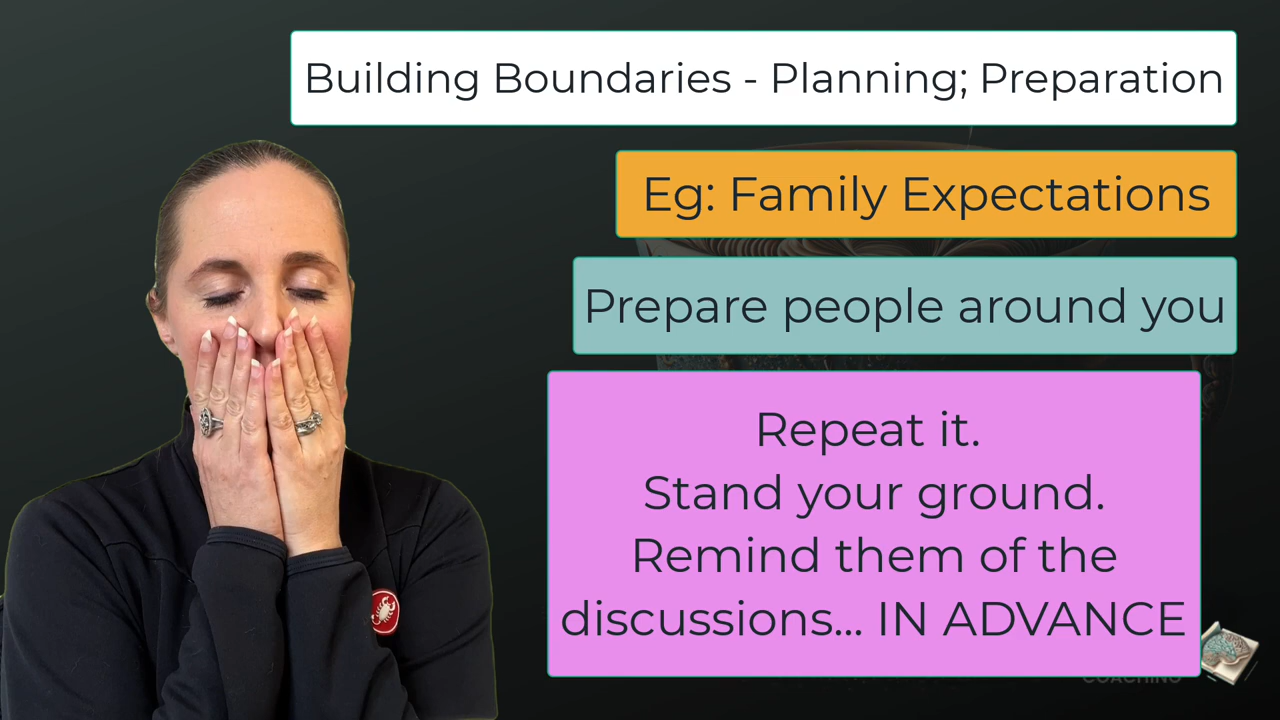 Building Boundaries - Planning; Preparation
Eg: Family Expectations
Prepare people around you
Repeat it.
Stand your ground.
Remind them of the
discussions... IN ADVANCE
COACHING